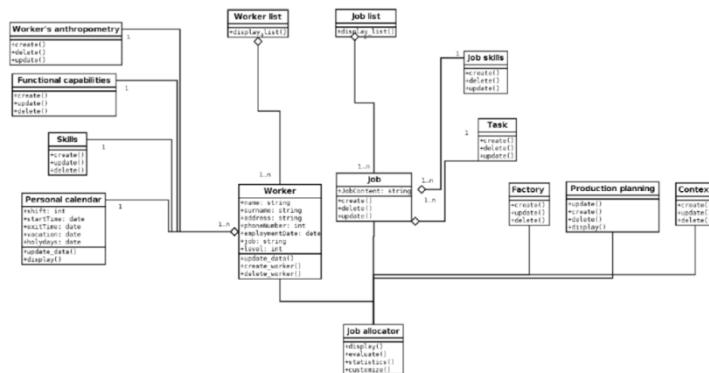 Worker's anthropometry
+create()
+delete()
+update()
1
Functional capabilities
+create()
+update()
+delete()
1
Skills
+create()
+update()
+delete()
1
Personal calendar
+shift: int
+startTime: date
+exitTime: date
+vacation: date
+holydays: date
+update_data()
+display()
1
Worker list
+display_list()
1..n
1..n
Worker
+name: string
+surname: string
+address: string
+phoneNumber: int
+employmentDate: date
+job: string
+level: int
+update_data()
+create_worker()
+delete_worker()
Job list
+display_list()
1..n
Job
+JobContent: string
+create()
+delete()
+update()
1
Job skills
+create()
+delete()
+update()
1..n
1
Task
+create()
+delete()
+update()
1..n
Factory
+create()
+update()
+delete()
Production planning
+update()
+create()
+delete()
+display()
Contex
+create()
+update()
+delete()
Job allocator
+display()
+evaluate()
+statistics()
+customize()